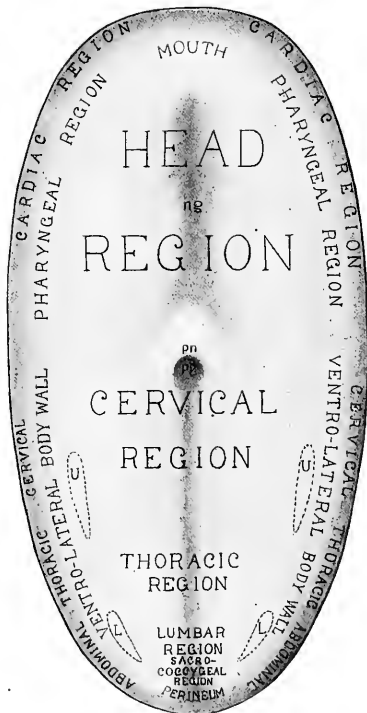 CARDIAC REGION
CARDIAC REGION
MOUTH
PHARYNGEAL REGION
PHARYNGEAL REGION
HEAD
ng
REGION
pn
pp
CERVICAL
REGION
CERVICAL
THORACIC
ABDOMINAL
VENTRO-LATERAL BODY WALL
VENTRO-LATERAL BODY WALL
CERVICAL
THORACIC
ABDOMINAL
U
U
THORACIC
REGION
L
L
LUMBAR
REGION
SACRO-
COCCYGEAL
REGION
PERINEUM